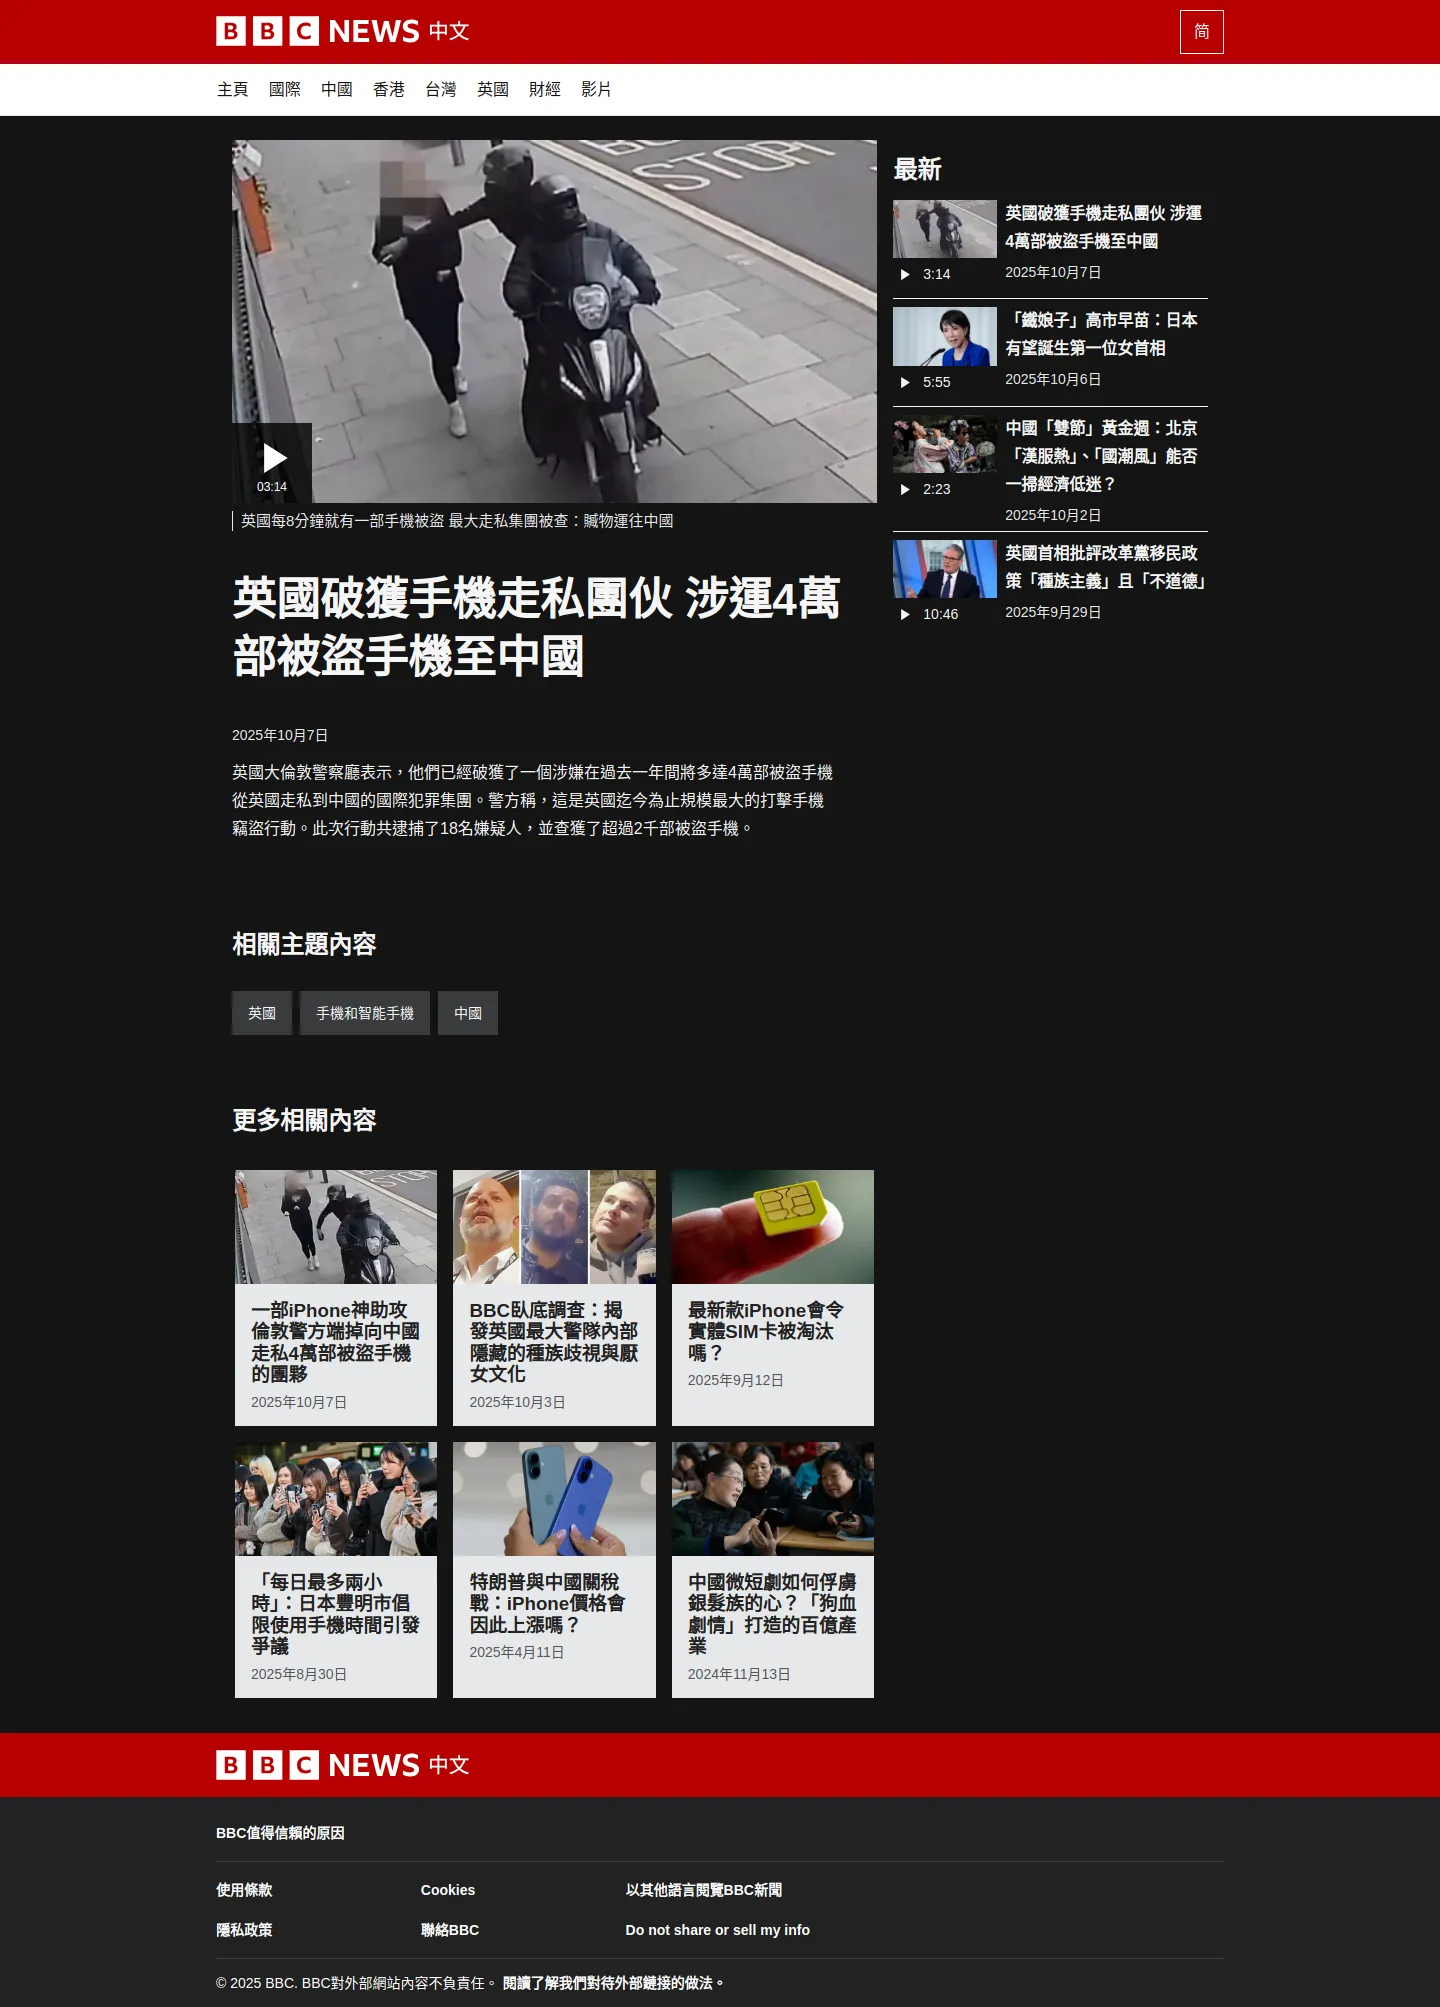 BBC NEWS 中文
简
主頁 國際 中國 香港 台灣 英國 財經 影片
03:14
英國每8分鐘就有一部手機被盜 最大走私集團被查：贓物運往中國
英國破獲手機走私團伙 涉運4萬
部被盜手機至中國
2025年10月7日
英國大倫敦警察廳表示，他們已經破獲了一個涉嫌在過去一年間將多達4萬部被盜手機
從英國走私到中國的國際犯罪集團。警方稱，這是英國迄今為止規模最大的打擊手機
竊盜行動。此次行動共逮捕了18名嫌疑人，並查獲了超過2千部被盜手機。
最新
英國破獲手機走私團伙 涉運
4萬部被盜手機至中國
3:14
2025年10月7日
「鐵娘子」高市早苗：日本
有望誕生第一位女首相
5:55
2025年10月6日
中國「雙節」黃金週：北京
「漢服熱」、「國潮風」能否
一掃經濟低迷？
2:23
2025年10月2日
英國首相批評改革黨移民政
策「種族主義」且「不道德」
10:46
2025年9月29日
相關主題內容
英國
手機和智能手機
中國
更多相關內容
一部iPhone神助攻
倫敦警方端掉向中國
走私4萬部被盜手機
的團夥
2025年10月7日
BBC臥底調查：揭
發英國最大警隊內部
隱藏的種族歧視與厭
女文化
2025年10月3日
最新款iPhone會令
實體SIM卡被淘汰
嗎？
2025年9月12日
「每日最多兩小
時」：日本豐明市倡
限使用手機時間引發
爭議
2025年8月30日
特朗普與中國關稅
戰：iPhone價格會
因此上漲嗎？
2025年4月11日
中國微短劇如何俘虜
銀髮族的心？「狗血
劇情」打造的百億產
業
2024年11月13日
BBC NEWS 中文
BBC值得信賴的原因
使用條款
Cookies
以其他語言閱覽BBC新聞
隱私政策
聯絡BBC
Do not share or sell my info
© 2025 BBC. BBC對外部網站內容不負責任。 閱讀了解我們對待外部鏈接的做法。